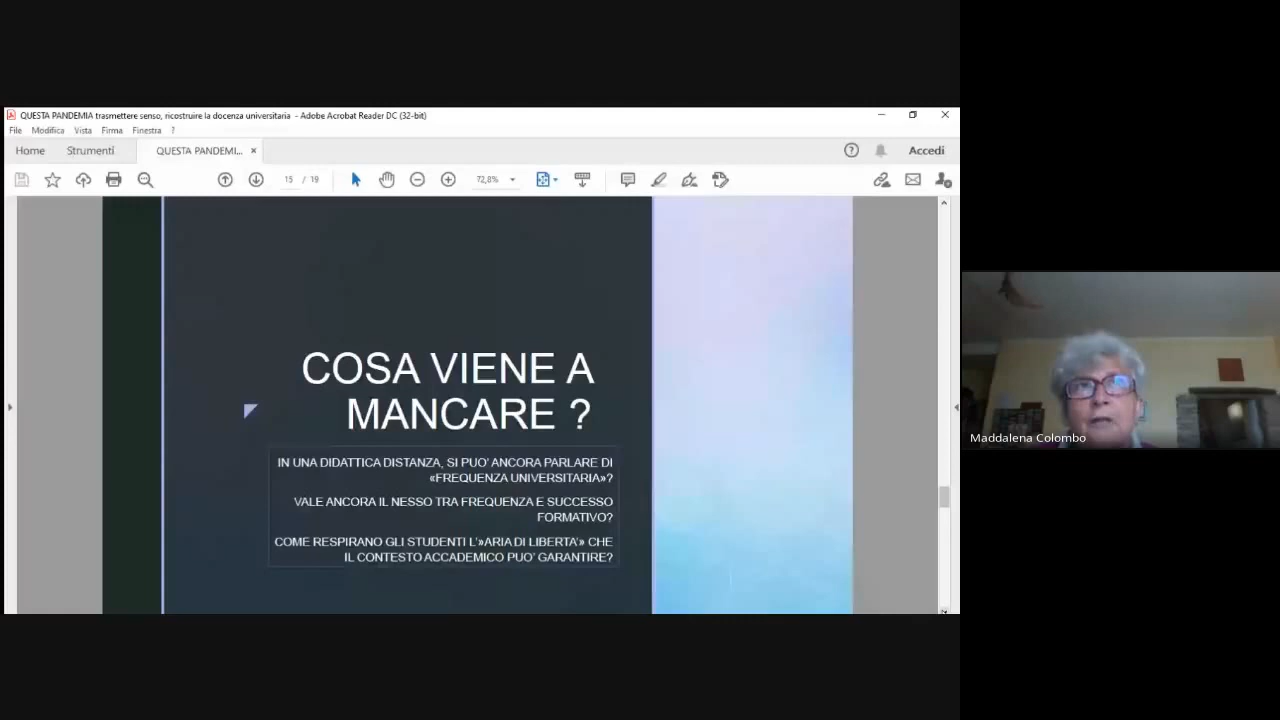 QUESTA PANDEMIA trasmettere senso, ricostruire la docenza universitaria - Adobe Acrobat Reader DC (32-bit)
File Modifica Vista Firma Finestra ?
Home Strumenti QUESTA PANDEMI... × Accedi
15 / 19 72,8%
COSA VIENE A
MANCARE ?
IN UNA DIDATTICA DISTANZA, SI PUO' ANCORA PARLARE DI
«FREQUENZA UNIVERSITARIA»?
VALE ANCORA IL NESSO TRA FREQUENZA E SUCCESSO
FORMATIVO?
COME RESPIRANO GLI STUDENTI L'»ARIA DI LIBERTA'» CHE
IL CONTESTO ACCADEMICO PUO' GARANTIRE?
Maddalena Colombo